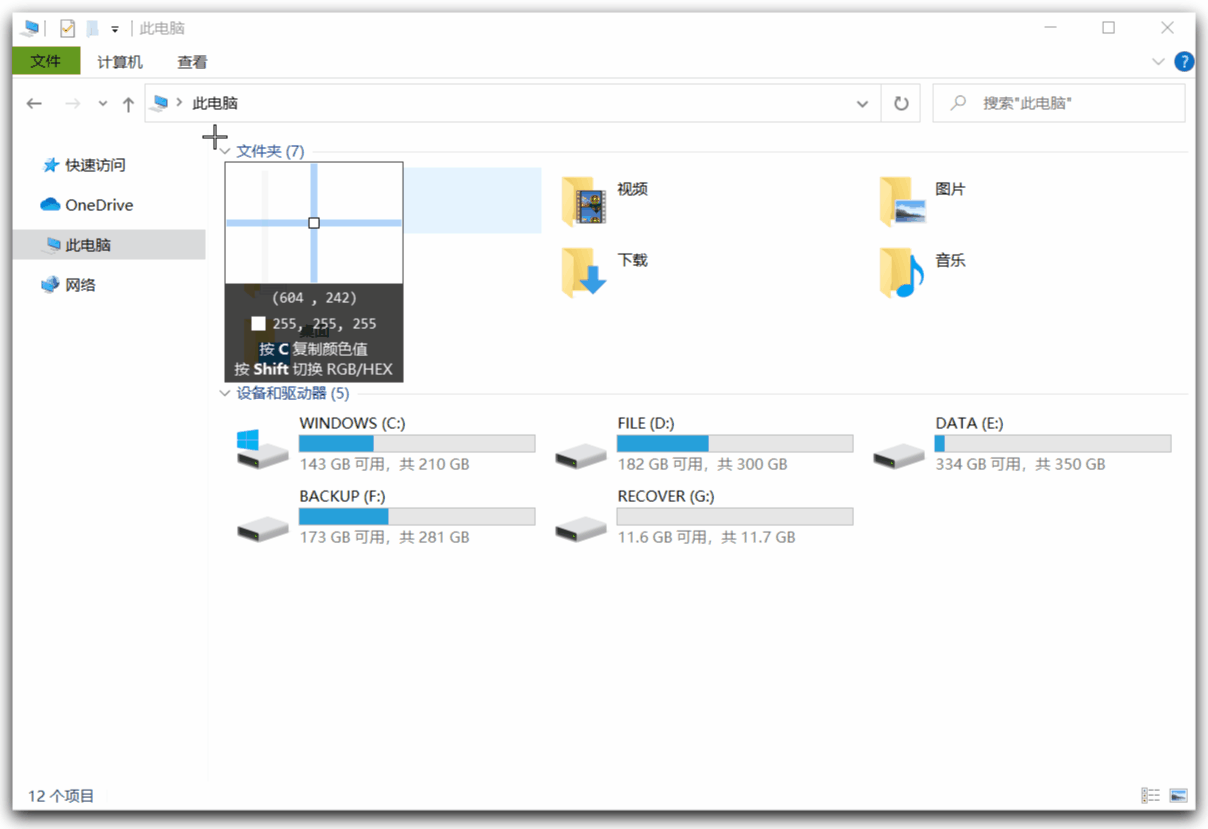 此电脑
文件 计算机 查看
此电脑
搜索"此电脑"
快速访问
OneDrive
此电脑
网络
文件夹 (7)
视频
图片
下载
音乐
(604 , 242)
255, 255, 255
按 C 复制颜色值
按 Shift 切换 RGB/HEX
设备和驱动器 (5)
WINDOWS (C:)
143 GB 可用，共 210 GB
FILE (D:)
182 GB 可用，共 300 GB
DATA (E:)
334 GB 可用，共 350 GB
BACKUP (F:)
173 GB 可用，共 281 GB
RECOVER (G:)
11.6 GB 可用，共 11.7 GB
12 个项目